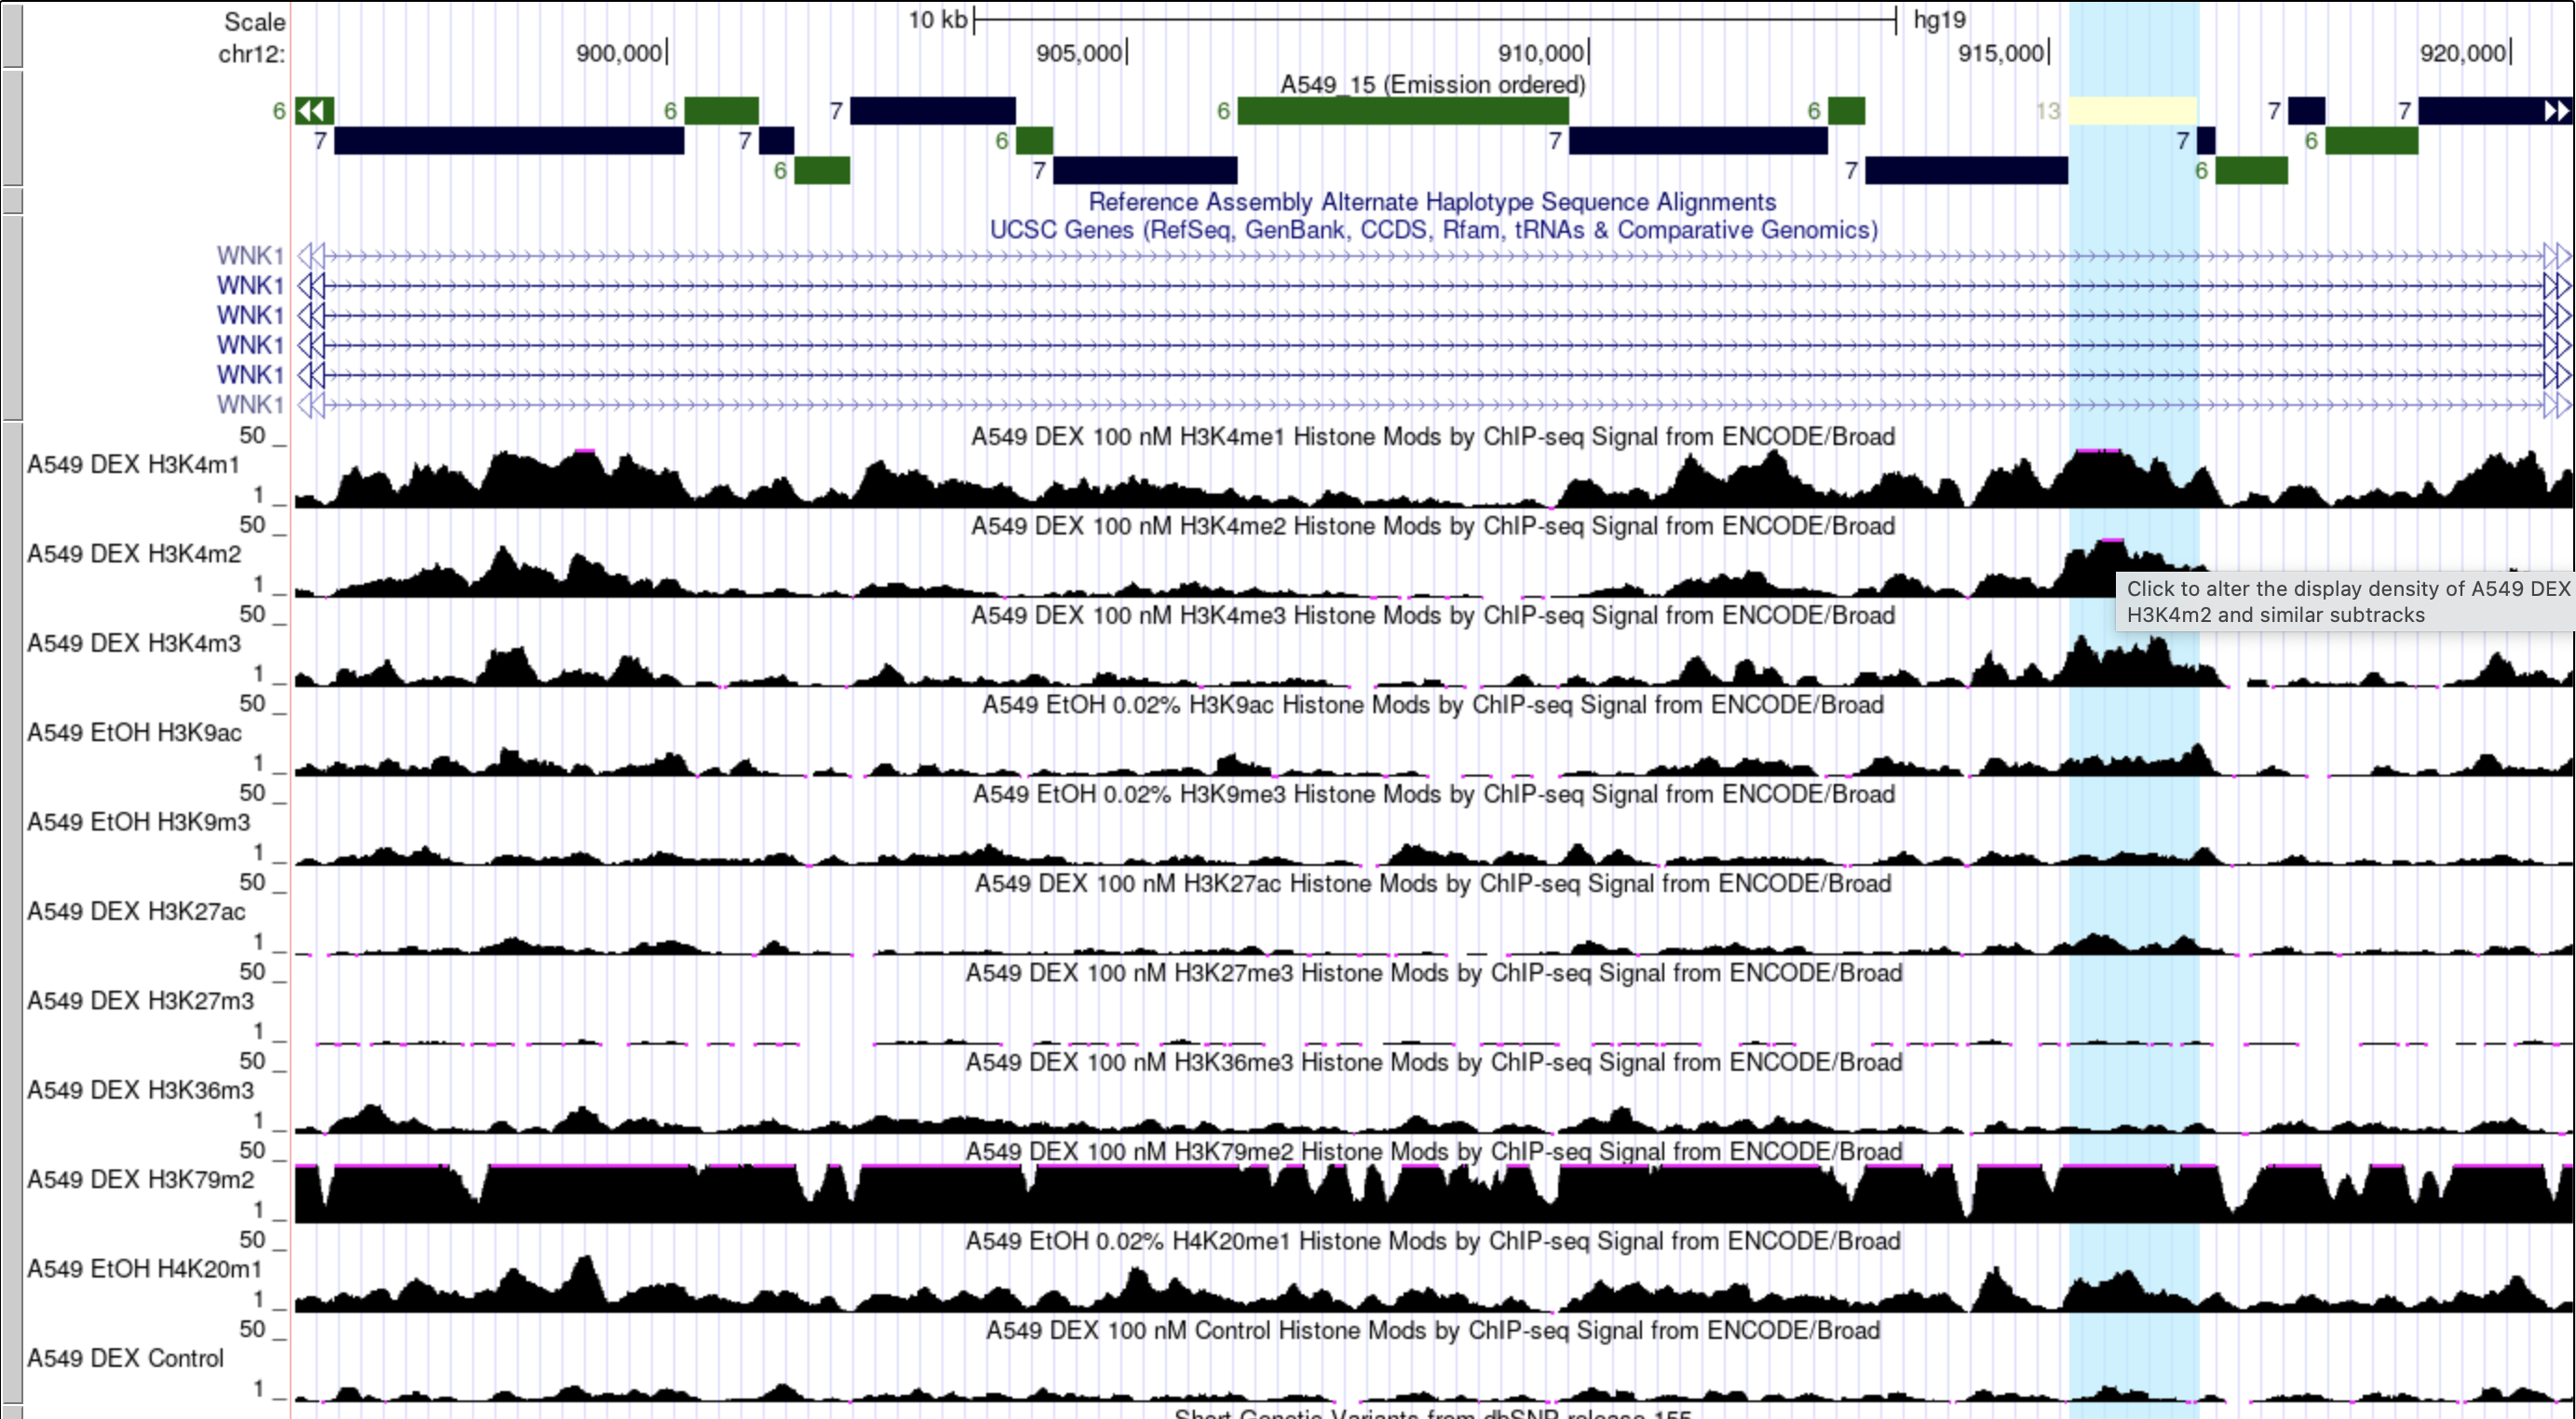 Scale 10 kb hg19
chr12: 900,000 905,000 910,000 915,000 920,000
A549_15 (Emission ordered)
6 6 7 6 6 13 7 7
7 7 6 7 7 6
6 7 7 6
Reference Assembly Alternate Haplotype Sequence Alignments
UCSC Genes (RefSeq, GenBank, CCDS, Rfam, tRNAs & Comparative Genomics)
WNK1
WNK1
WNK1
WNK1
WNK1
WNK1
50 A549 DEX 100 nM H3K4me1 Histone Mods by ChIP-seq Signal from ENCODE/Broad
A549 DEX H3K4m1
1
50 A549 DEX 100 nM H3K4me2 Histone Mods by ChIP-seq Signal from ENCODE/Broad
A549 DEX H3K4m2
1
Click to alter the display density of A549 DEX
H3K4m2 and similar subtracks
50 A549 DEX 100 nM H3K4me3 Histone Mods by ChIP-seq Signal from ENCODE/Broad
A549 DEX H3K4m3
1
50 A549 EtOH 0.02% H3K9ac Histone Mods by ChIP-seq Signal from ENCODE/Broad
A549 EtOH H3K9ac
1
50 A549 EtOH 0.02% H3K9me3 Histone Mods by ChIP-seq Signal from ENCODE/Broad
A549 EtOH H3K9m3
1
50 A549 DEX 100 nM H3K27ac Histone Mods by ChIP-seq Signal from ENCODE/Broad
A549 DEX H3K27ac
1
50 A549 DEX 100 nM H3K27me3 Histone Mods by ChIP-seq Signal from ENCODE/Broad
A549 DEX H3K27m3
1
50 A549 DEX 100 nM H3K36me3 Histone Mods by ChIP-seq Signal from ENCODE/Broad
A549 DEX H3K36m3
1
50 A549 DEX 100 nM H3K79me2 Histone Mods by ChIP-seq Signal from ENCODE/Broad
A549 DEX H3K79m2
1
50 A549 EtOH 0.02% H4K20me1 Histone Mods by ChIP-seq Signal from ENCODE/Broad
A549 EtOH H4K20m1
1
50 A549 DEX 100 nM Control Histone Mods by ChIP-seq Signal from ENCODE/Broad
A549 DEX Control
1
Short Genetic Variants from dbSNP release 155